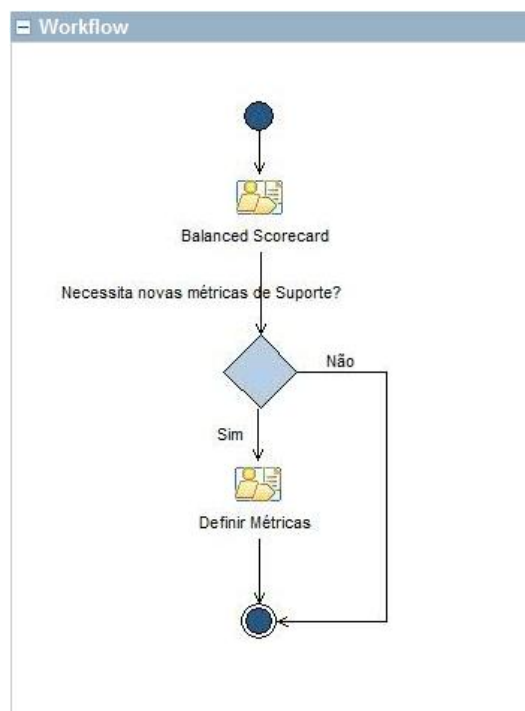 Workflow
Balanced Scorecard
Necessita novas métricas de Suporte?
Não
Sim
Definir Métricas